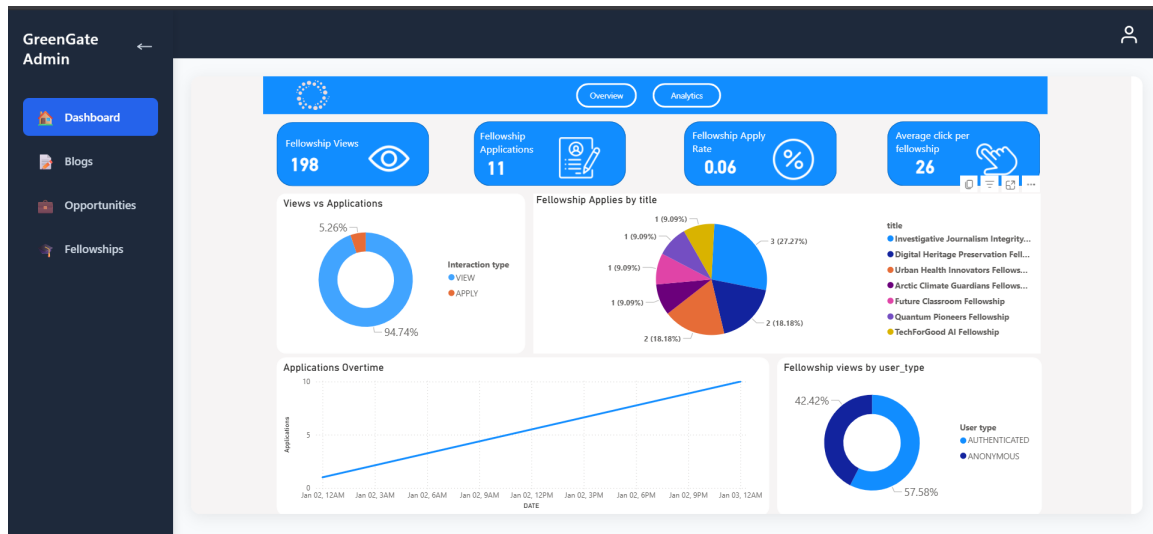 GreenGate
Admin
←
Dashboard
Blogs
Opportunities
Fellowships
Overview
Analytics
Fellowship Views
198
Fellowship
Applications
11
Fellowship Apply
Rate
0.06
%
Average click per
fellowship
26
Views vs Applications
5.26%
94.74%
Interaction type
VIEW
APPLY
Fellowship Applies by title
1 (9.09%)
1 (9.09%)
1 (9.09%)
1 (9.09%)
2 (18.18%)
2 (18.18%)
3 (27.27%)
title
Investigative Journalism Integrity...
Digital Heritage Preservation Fell...
Urban Health Innovators Fellows...
Arctic Climate Guardians Fellows...
Future Classroom Fellowship
Quantum Pioneers Fellowship
TechForGood AI Fellowship
Applications Overtime
Applications
10
5
0
Jan 02, 12AM Jan 02, 3AM Jan 02, 6AM Jan 02, 9AM Jan 02, 12PM Jan 02, 3PM Jan 02, 6PM Jan 02, 9PM Jan 03, 12AM
DATE
Fellowship views by user_type
42.42%
57.58%
User type
AUTHENTICATED
ANONYMOUS